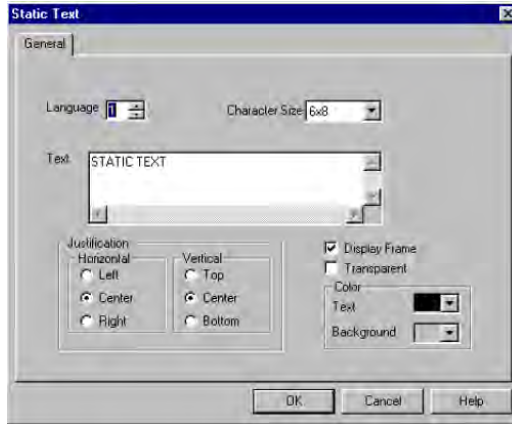 Static Text
General
Language 1 Character Size 6x8
Text STATIC TEXT
Justification
Horizontal Vertical
Left Top
Center Center
Right Bottom
Display Frame
Transparent
Color
Text
Background
OK Cancel Help